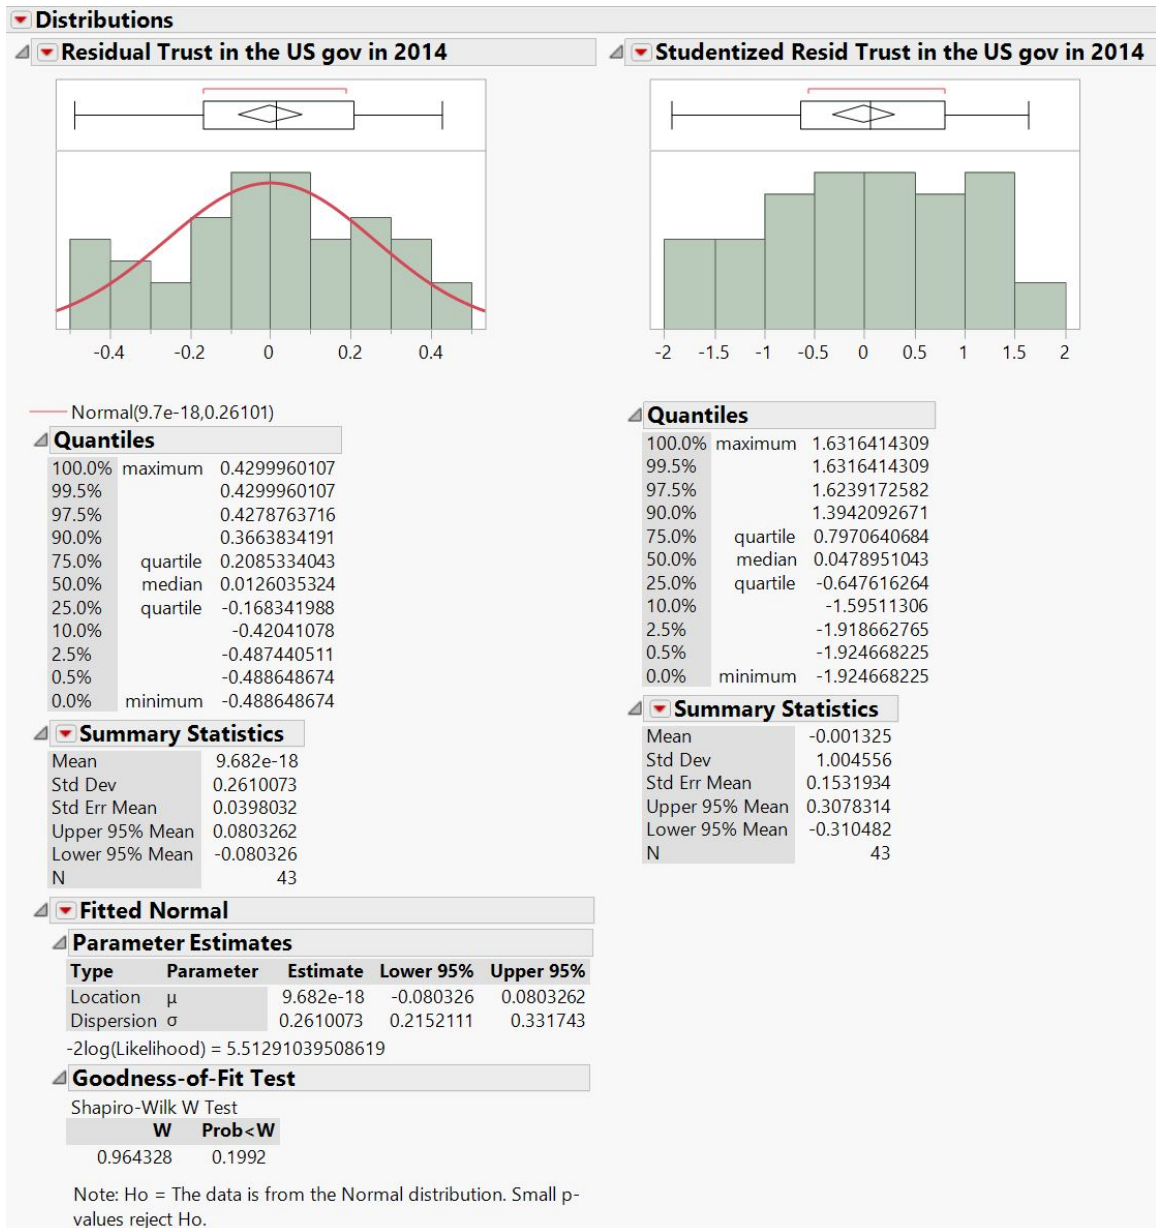 Distributions
Residual Trust in the US gov in 2014
-0.4 -0.2 0 0.2 0.4
Normal(9.7e-18,0.26101)
Quantiles
100.0% maximum 0.4299960107
99.5% 0.4299960107
97.5% 0.4278763716
90.0% 0.3663834191
75.0% quartile 0.2085334043
50.0% median 0.0126035324
25.0% quartile -0.168341988
10.0% -0.42041078
2.5% -0.487440511
0.5% -0.488648674
0.0% minimum -0.488648674
Summary Statistics
Mean 9.682e-18
Std Dev 0.2610073
Std Err Mean 0.0398032
Upper 95% Mean 0.0803262
Lower 95% Mean -0.080326
N 43
Fitted Normal
Parameter Estimates
Type Parameter Estimate Lower 95% Upper 95%
Location μ 9.682e-18 -0.080326 0.0803262
Dispersion σ 0.2610073 0.2152111 0.331743
-2log(Likelihood) = 5.51291039508619
Goodness-of-Fit Test
Shapiro-Wilk W Test
W Prob<W
0.964328 0.1992
Note: Ho = The data is from the Normal distribution. Small p-
values reject Ho.
Studentized Resid Trust in the US gov in 2014
-2 -1.5 -1 -0.5 0 0.5 1 1.5 2
Quantiles
100.0% maximum 1.6316414309
99.5% 1.6316414309
97.5% 1.6239172582
90.0% 1.3942092671
75.0% quartile 0.7970640684
50.0% median 0.0478951043
25.0% quartile -0.647616264
10.0% -1.59511306
2.5% -1.918662765
0.5% -1.924668225
0.0% minimum -1.924668225
Summary Statistics
Mean -0.001325
Std Dev 1.004556
Std Err Mean 0.1531934
Upper 95% Mean 0.3078314
Lower 95% Mean -0.310482
N 43